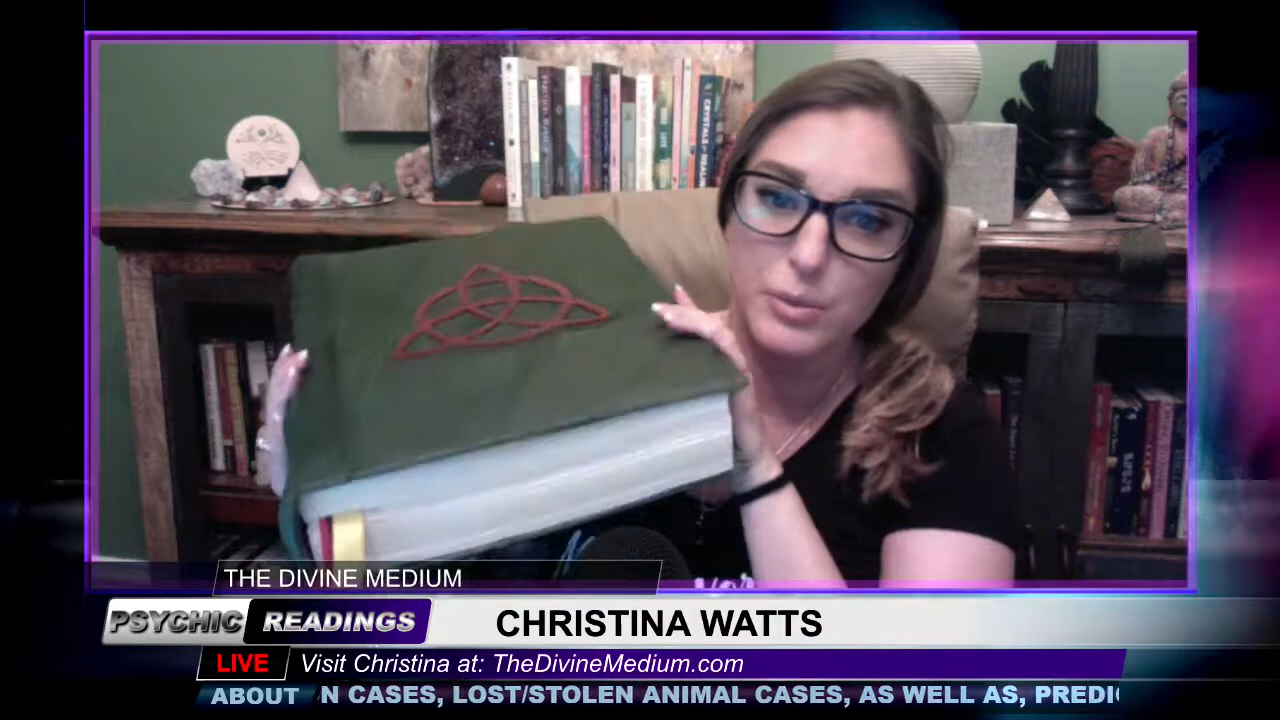 CRYSTALS
THE DIVINE MEDIUM
PSYCHIC READINGS
CHRISTINA WATTS
LIVE
Visit Christina at: TheDivineMedium.com
ABOUT N CASES, LOST/STOLEN ANIMAL CASES, AS WELL AS, PREDI